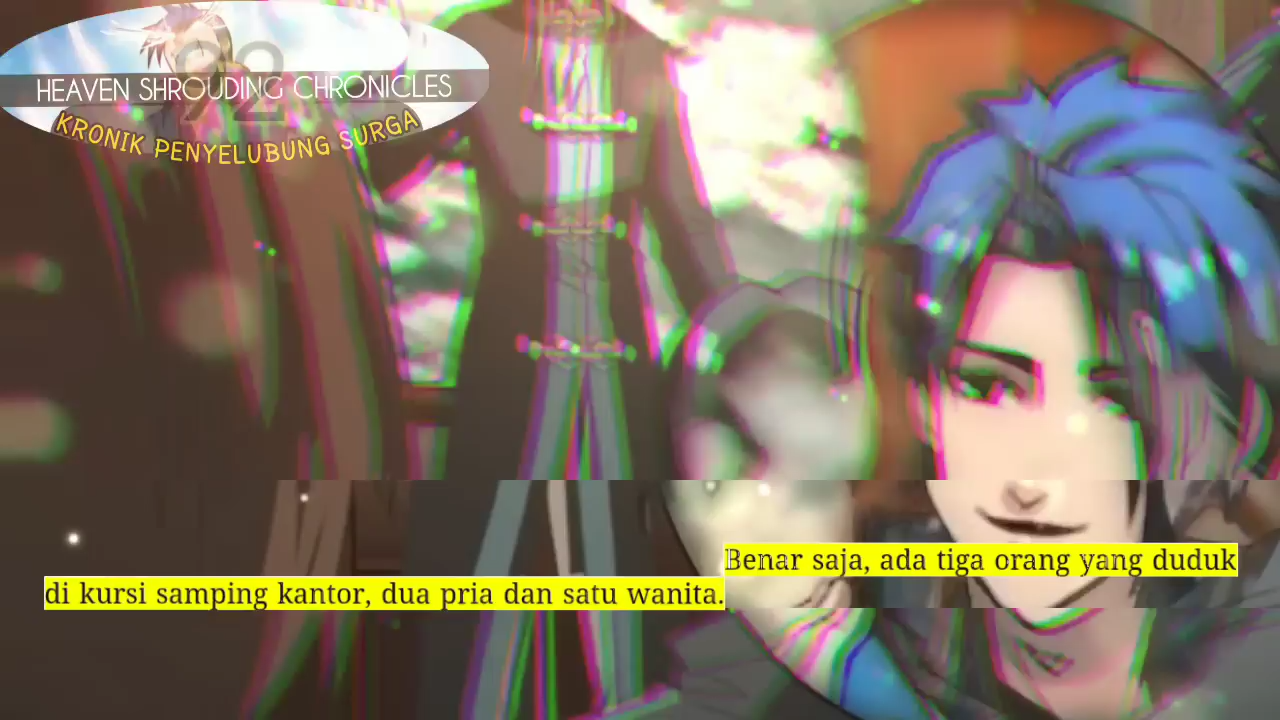 92
HEAVEN SHROUDING CHRONICLES
KRONIK PENYELUBUNG SURGA
Benar saja, ada tiga orang yang duduk
di kursi samping kantor, dua pria dan satu wanita.